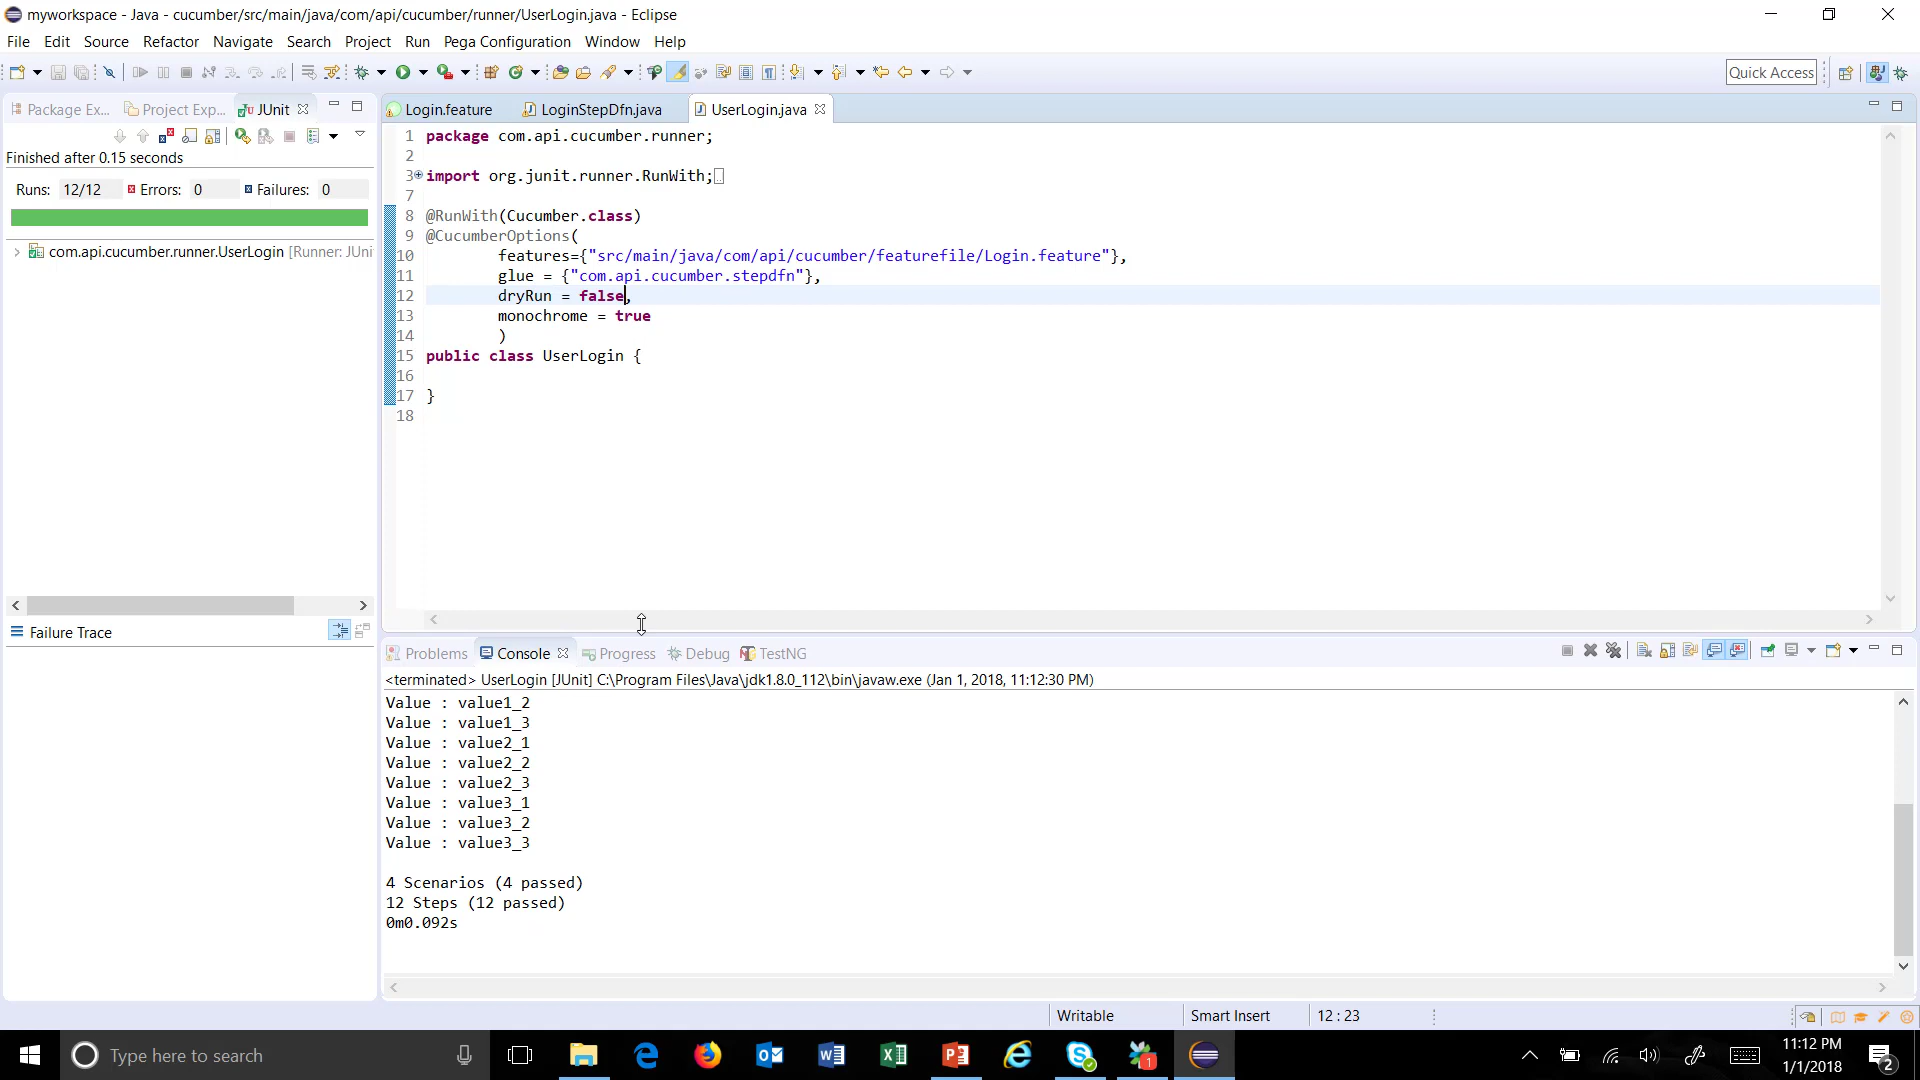 myworkspace - Java - cucumber/src/main/java/com/api/cucumber/runner/UserLogin.java - Eclipse
File Edit Source Refactor Navigate Search Project Run Pega Configuration Window Help
Quick Access
Package Ex... Project Exp... JUnit
Finished after 0.15 seconds
Runs: 12/12 Errors: 0 Failures: 0
com.api.cucumber.runner.UserLogin [Runner: JUni
Failure Trace
Login.feature LoginStepDfn.java UserLogin.java
1 package com.api.cucumber.runner;
2
3 import org.junit.runner.RunWith;
7
8 @RunWith(Cucumber.class)
9 @CucumberOptions(
10 features={"src/main/java/com/api/cucumber/featurefile/Login.feature"},
11 glue = {"com.api.cucumber.stepdfn"},
12 dryRun = false,
13 monochrome = true
14 )
15 public class UserLogin {
16
17 }
18
Problems Console Progress Debug TestNG
<terminated> UserLogin [JUnit] C:\Program Files\Java\jdk1.8.0_112\bin\javaw.exe (Jan 1, 2018, 11:12:30 PM)
Value : value1_2
Value : value1_3
Value : value2_1
Value : value2_2
Value : value2_3
Value : value3_1
Value : value3_2
Value : value3_3
4 Scenarios (4 passed)
12 Steps (12 passed)
0m0.092s
Writable Smart Insert 12 : 23
Type here to search
1
11:12 PM
1/1/2018
2